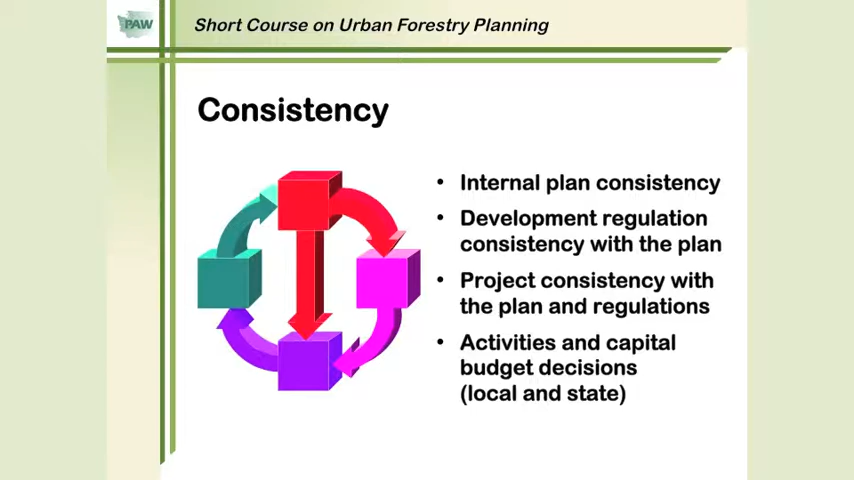 PAW
Short Course on Urban Forestry Planning
Consistency
• Internal plan consistency
• Development regulation
consistency with the plan
• Project consistency with
the plan and regulations
• Activities and capital
budget decisions
(local and state)